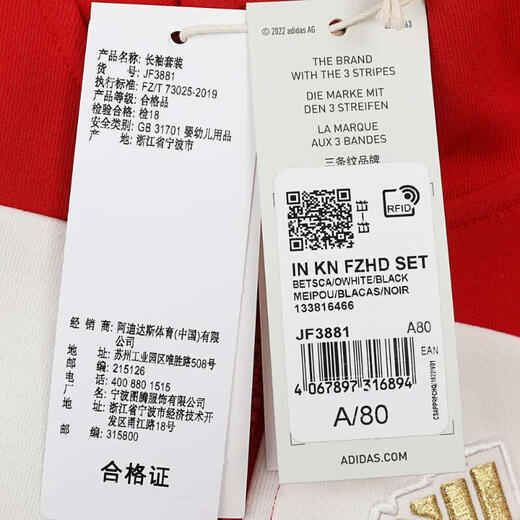 产品名称: 长袖套装
货 号: JF3881
执行标准: FZ/T 73025-2019
产品等级: 合格品
检验合格: 检18
安全类别: GB 31701 婴幼儿用品
产 地: 浙江省宁波市
经 销 商: 阿迪达斯体育(中国)有限公司
地 址: 苏州工业园区唯胜路508号
邮 编: 215126
电 话: 400 880 1515
厂 名: 宁波图腾服饰有限公司
地 址: 浙江省宁波市经济技术开发区甬江南路18号
邮 编: 315800
合格证
© 2022 adidas AG
THE BRAND
WITH THE 3 STRIPES
DIE MARKE MIT
DEN 3 STREIFEN
LA MARQUE
AUX 3 BANDES
三条纹品牌
RFID
IN KN FZHD SET
BETSCA/OWHITE/BLACK
MEIPOU/BLACAS/NOIR
133816466
JF3881 A80
EAN
4 067897 316894
A/80
ADIDAS.COM